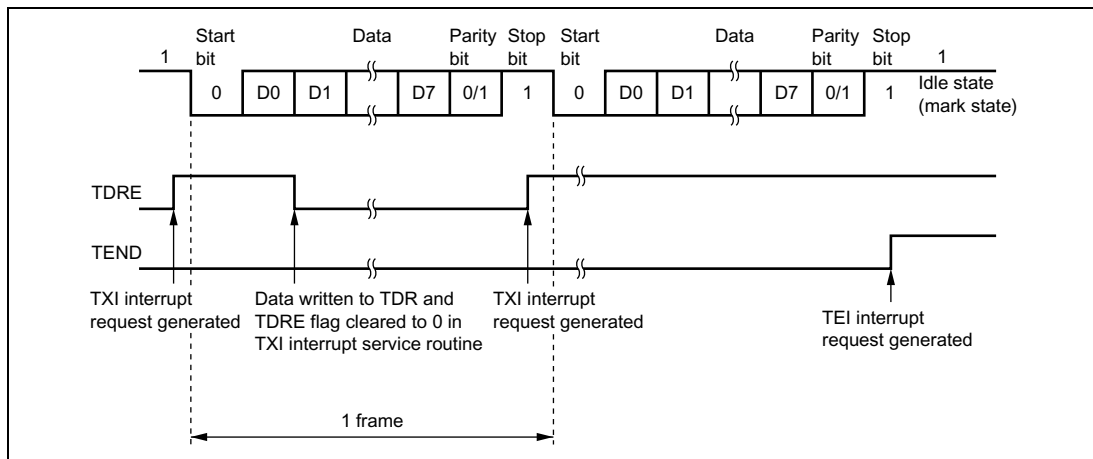 Start bit Data Parity bit Stop bit Start bit Data Parity bit Stop bit
1 1
0 D0 D1 D7 0/1 1 0 D0 D1 D7 0/1 1
Idle state
(mark state)
TDRE
TEND
TXI interrupt
request generated
Data written to TDR and
TDRE flag cleared to 0 in
TXI interrupt service routine
TXI interrupt
request generated
TEI interrupt
request generated
1 frame